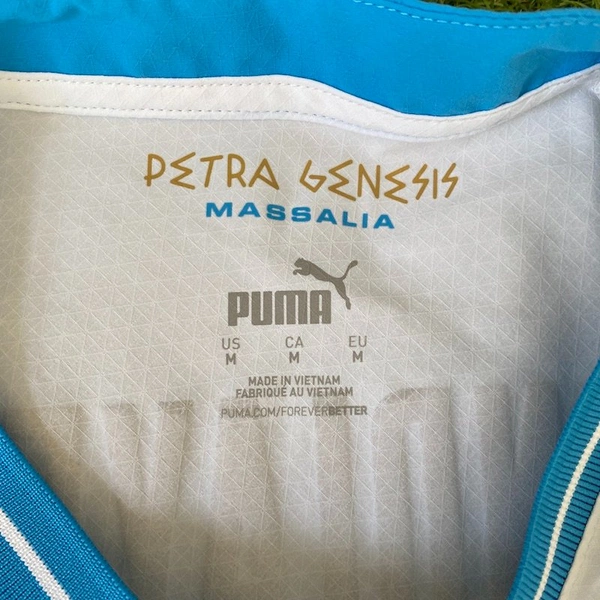 PETRA GENESIS
MASSALIA
PUMA
US CA EU
M M M
MADE IN VIETNAM
FABRIQUÉ AU VIETNAM
PUMA.COM/FOREVERBETTER